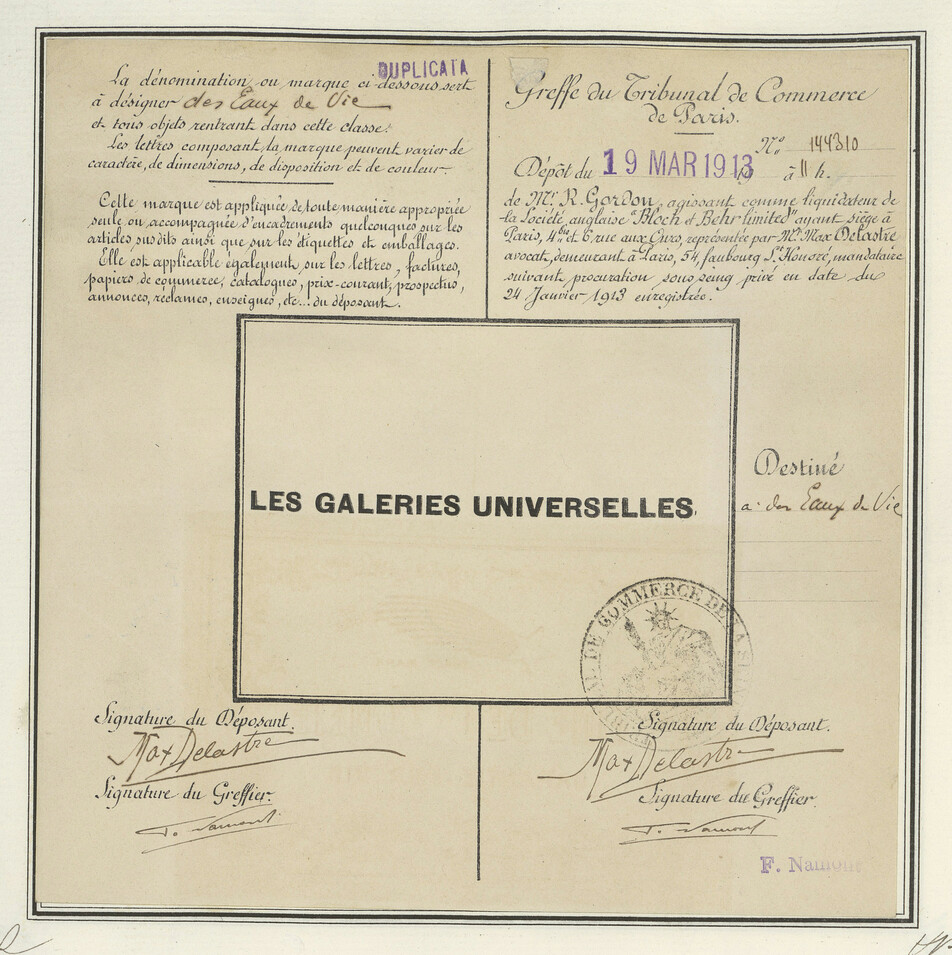 DUPLICATA
La dénomination ou marque ci-dessous sert
à désigner des Eaux de Vie
et tous objets rentrant dans cette classe.
Les lettres composant la marque peuvent varier de
caractère, de dimensions, de disposition et de couleur.
Cette marque est appliquée de toute manière appropriée
seule ou accompagnée d'encadrements quelconques sur les
articles susdits ainsi que sur les étiquettes et emballages.
Elle est applicable également sur les lettres, factures,
papiers de commerce, catalogues, prix-courant, prospectus,
annonces, réclames, enseignes, etc... du déposant.
Greffe du Tribunal de Commerce
de Paris.
No. 144310
Dépôt du 19 MAR 1913 à 11 h.
de Mr. R. Gordon, agissant comme liquidateur de
la Société anglaise "Bloch et Behr limited" ayant siège à
Paris, 4bis et 6 rue aux Ours, représentée par Mr. Max Delastre
avocat, demeurant à Paris, 54, faubourg St. Honoré, mandataire
suivant procuration sous seing privé en date du
24 Janvier 1913 enregistrée.
LES GALERIES UNIVERSELLES.
Destiné
à des Eaux de Vie
DE COMMERCE DE LA
Signature du Déposant.
Max Delastre
Signature du Greffier.
Signature du Déposant.
Max Delastre
Signature du Greffier.
F. Namont